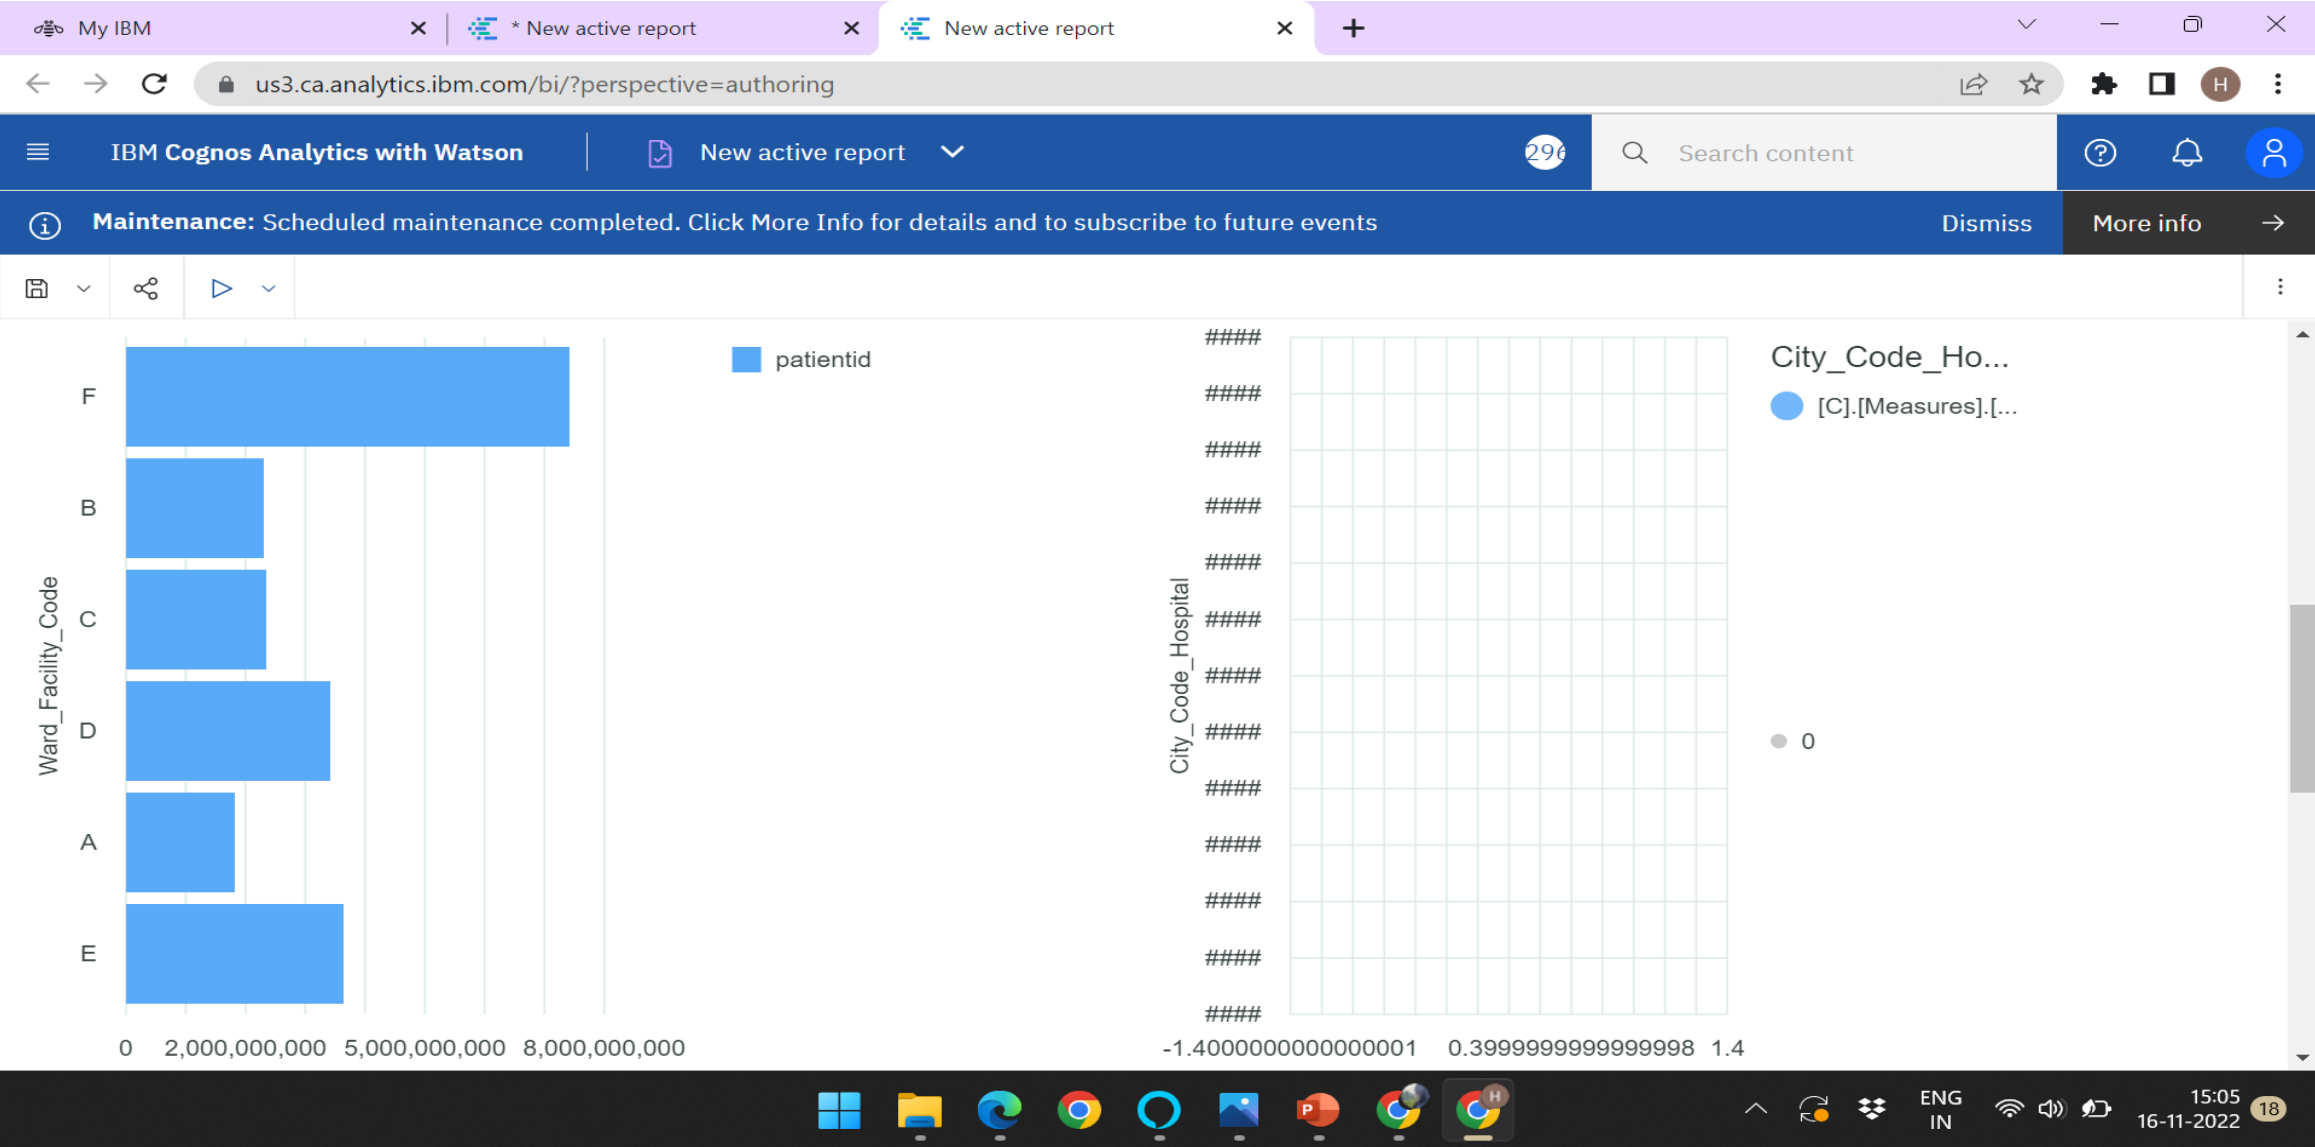 My IBM
* New active report
New active report
us3.ca.analytics.ibm.com/bi/?perspective=authoring
H
IBM Cognos Analytics with Watson
New active report
296
Search content
Maintenance: Scheduled maintenance completed. Click More Info for details and to subscribe to future events
Dismiss
More info
Ward_Facility_Code
F
B
C
D
A
E
0
2,000,000,000
5,000,000,000
8,000,000,000
patientid
City_Code_Hospital
####
####
####
####
####
####
####
####
####
####
####
####
####
-1.4000000000000001
0.39999999999999998
1.4
City_Code_Ho...
[C].[Measures].[...
0
P
H
ENG
IN
15:05
16-11-2022
18